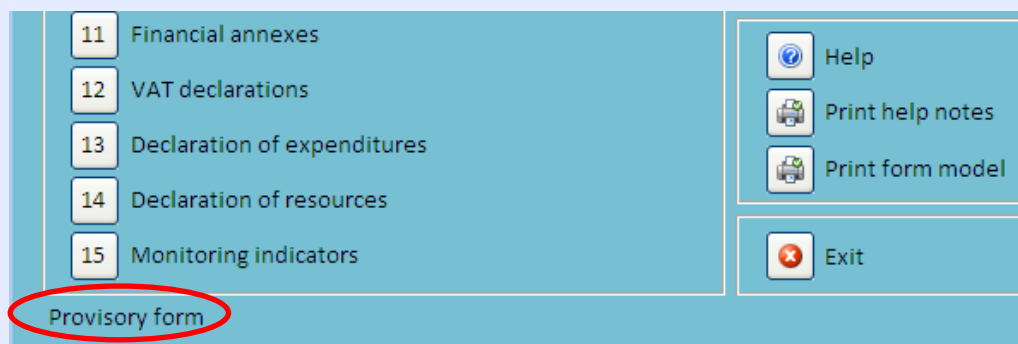 11 Financial annexes
12 VAT declarations
13 Declaration of expenditures
14 Declaration of resources
15 Monitoring indicators
Provisory form
Help
Print help notes
Print form model
Exit